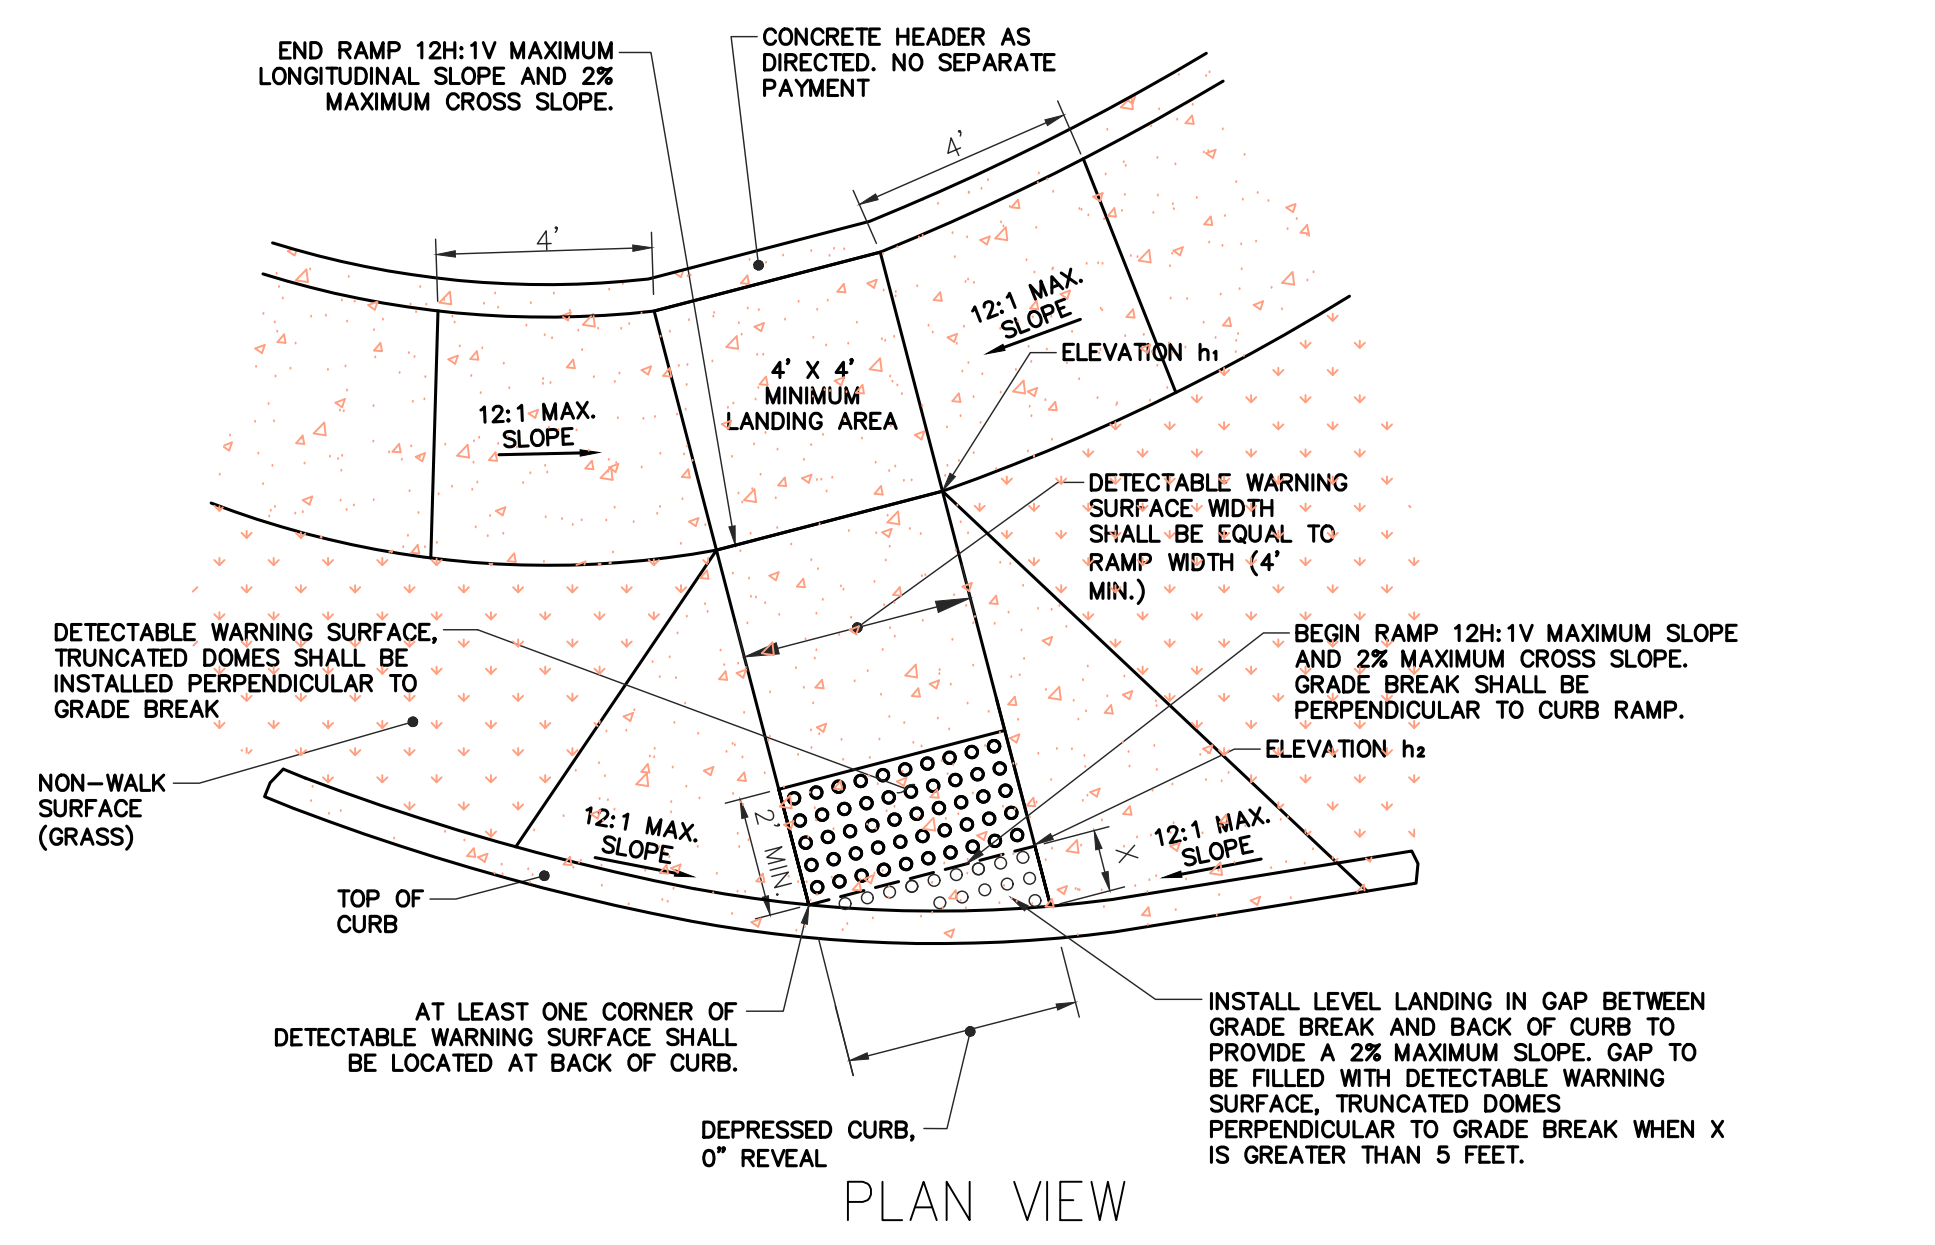 END RAMP 12H:1V MAXIMUM
LONGITUDINAL SLOPE AND 2%
MAXIMUM CROSS SLOPE.
CONCRETE HEADER AS
DIRECTED. NO SEPARATE
PAYMENT
4'
4'
12:1 MAX.
SLOPE
ELEVATION h1
4' X 4'
MINIMUM
LANDING AREA
12:1 MAX.
SLOPE
DETECTABLE WARNING
SURFACE WIDTH
SHALL BE EQUAL TO
RAMP WIDTH (4'
MIN.)
DETECTABLE WARNING SURFACE,
TRUNCATED DOMES SHALL BE
INSTALLED PERPENDICULAR TO
GRADE BREAK
BEGIN RAMP 12H:1V MAXIMUM SLOPE
AND 2% MAXIMUM CROSS SLOPE.
GRADE BREAK SHALL BE
PERPENDICULAR TO CURB RAMP.
ELEVATION h2
NON-WALK
SURFACE
(GRASS)
12:1 MAX.
SLOPE
2' MIN.
X
12:1 MAX.
SLOPE
TOP OF
CURB
AT LEAST ONE CORNER OF
DETECTABLE WARNING SURFACE SHALL
BE LOCATED AT BACK OF CURB.
INSTALL LEVEL LANDING IN GAP BETWEEN
GRADE BREAK AND BACK OF CURB TO
PROVIDE A 2% MAXIMUM SLOPE. GAP TO
BE FILLED WITH DETECTABLE WARNING
SURFACE, TRUNCATED DOMES
PERPENDICULAR TO GRADE BREAK WHEN X
IS GREATER THAN 5 FEET.
DEPRESSED CURB,
0" REVEAL
PLAN VIEW